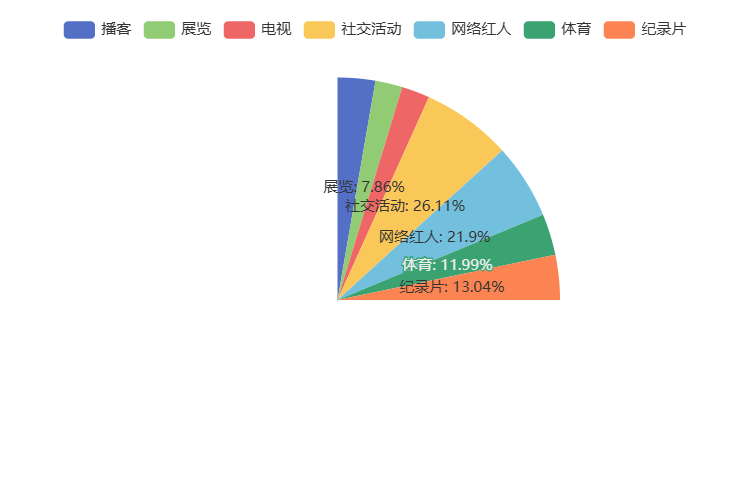 播客 展览 电视 社交活动 网络红人 体育 纪录片
展览: 7.86%
社交活动: 26.11%
网络红人: 21.9%
体育: 11.99%
纪录片: 13.04%